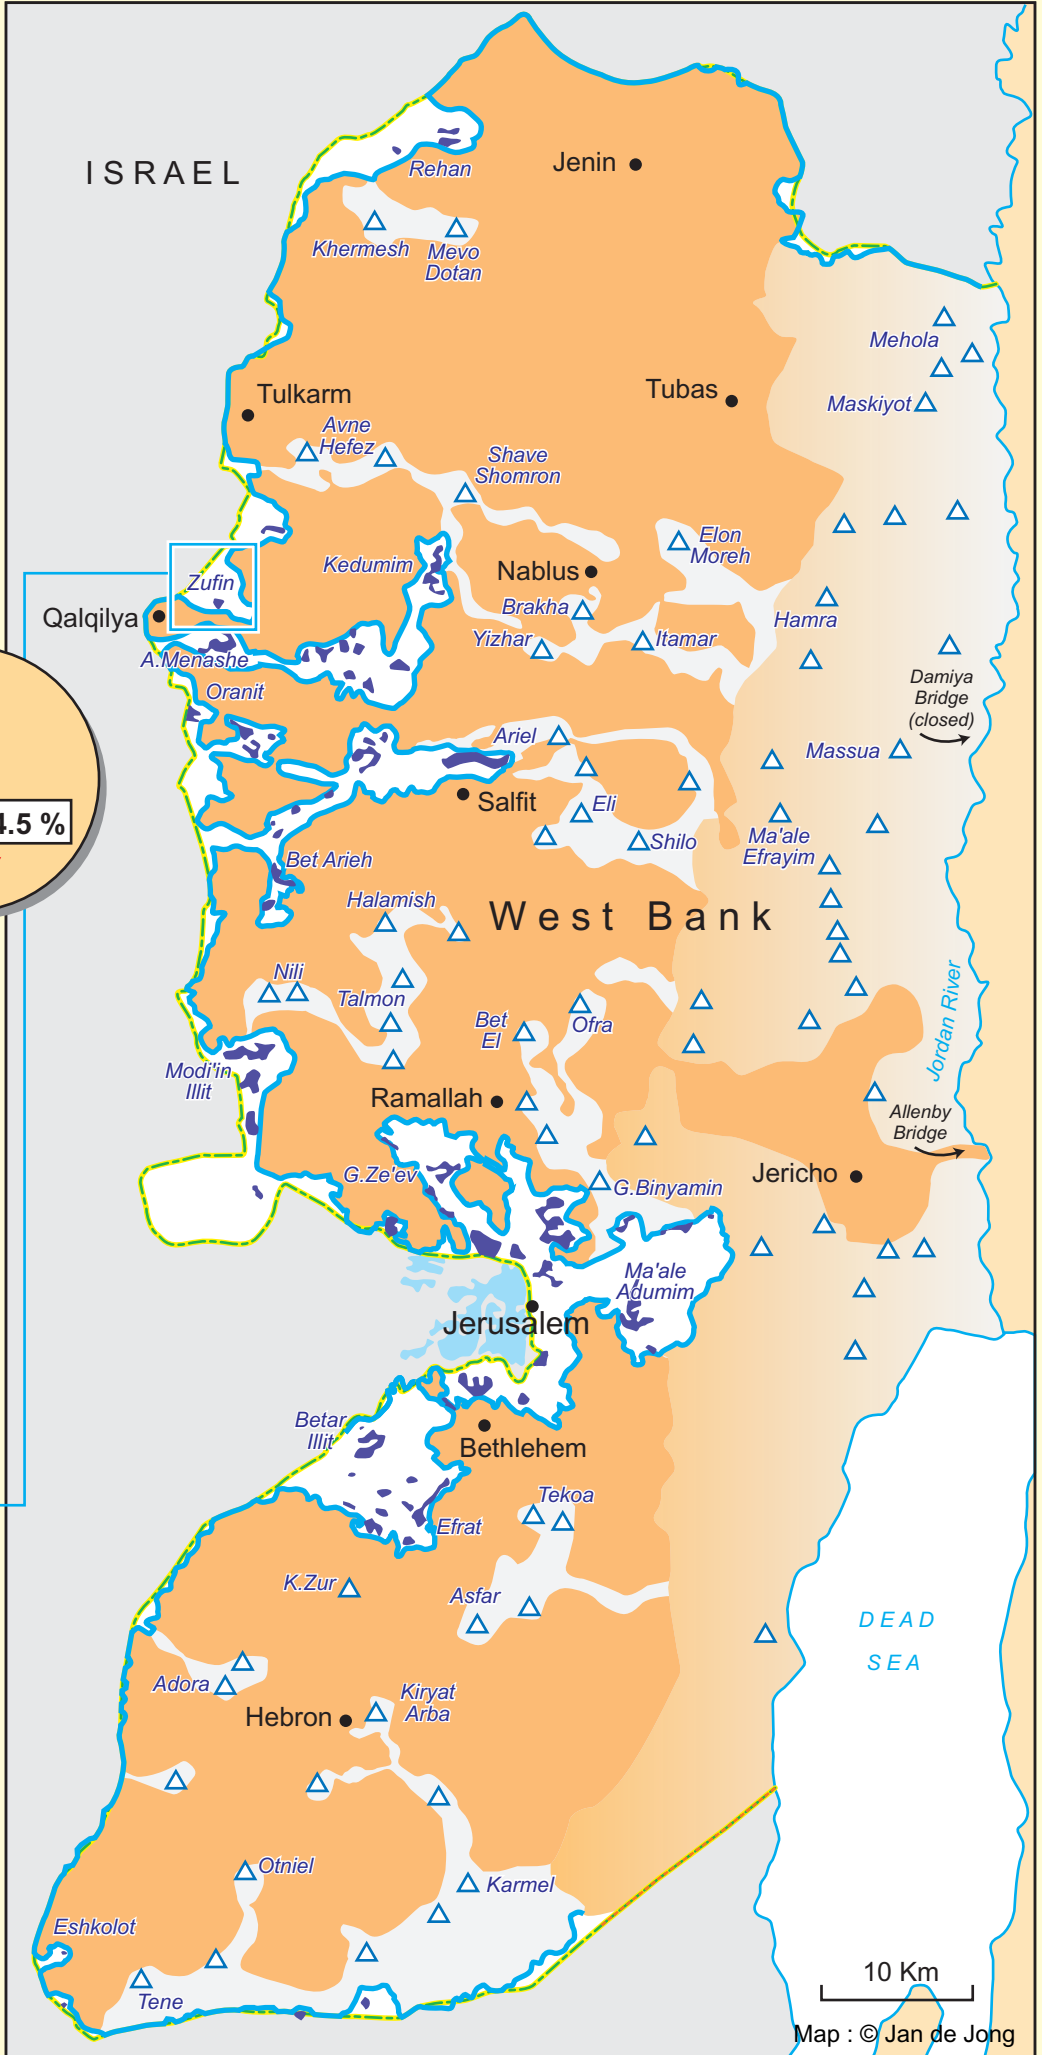 ISRAEL
Rehan
Jenin
Khermesh
Mevo
Dotan
Mehola
Maskiyot
Tulkarm
Tubas
Avne
Hefez
Shave
Shomron
Elon
Moreh
Kedumim
Nablus
Zufin
Qalqilya
Brakha
Hamra
Yizhar
Itamar
A.Menashe
Oranit
Damiya
Bridge
(closed)
Ariel
Massua
4.5 %
Salfit
Eli
Shilo
Ma'ale
Efrayim
Bet Arieh
Halamish
West Bank
Nili
Talmon
Bet
El
Ofra
Jordan River
Modi'in
Illit
Ramallah
Allenby
Bridge
G.Ze'ev
G.Binyamin
Jericho
Ma'ale
Adumim
Jerusalem
Betar
Illit
Bethlehem
Tekoa
Efrat
K.Zur
Asfar
DEAD
SEA
Adora
Kiryat
Arba
Hebron
Otniel
Karmel
Eshkolot
Tene
10 Km
Map : © Jan de Jong